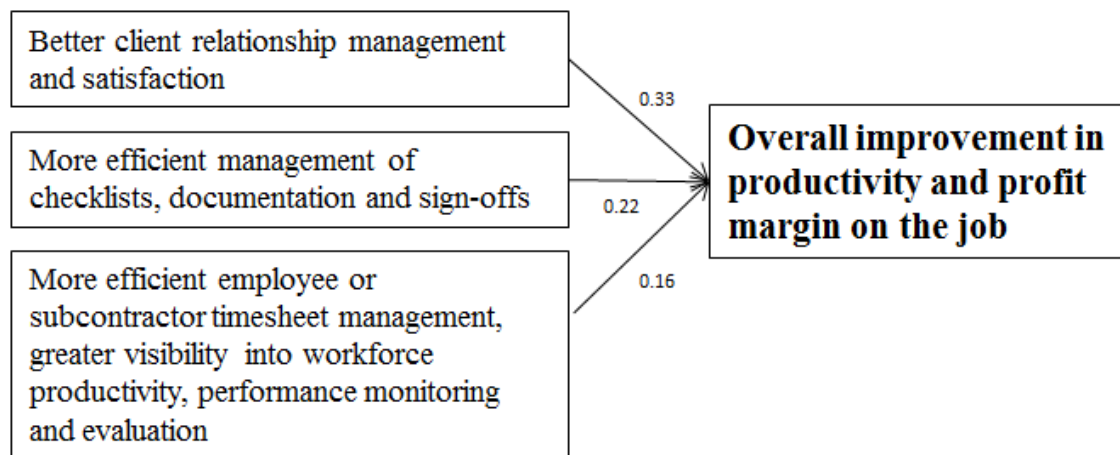 Better client relationship management
and satisfaction
0.33
More efficient management of
checklists, documentation and sign-offs
0.22
More efficient employee or
subcontractor timesheet management,
greater visibility into workforce
productivity, performance monitoring
and evaluation
0.16
Overall improvement in
productivity and profit
margin on the job